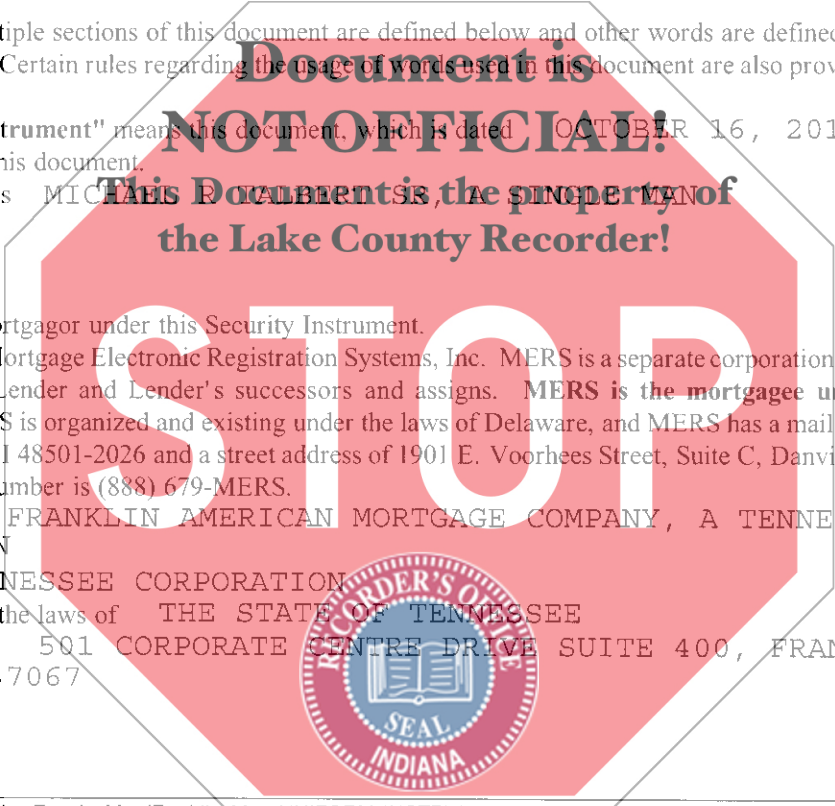 tiple sections of this document are defined below and other words are defined
Certain rules regarding the usage of words used in this document are also prov
Document is
NOT OFFICIAL!
This Document is the property of
the Lake County Recorder!
trument" means this document, which is dated OCTOBER 16, 201
his document.
s MICHAEL R TALBERT SR, A SINGLE MAN
ortgagor under this Security Instrument.
Mortgage Electronic Registration Systems, Inc. MERS is a separate corporation
Lender and Lender's successors and assigns. MERS is the mortgagee u
S is organized and existing under the laws of Delaware, and MERS has a mail
I 48501-2026 and a street address of 1901 E. Voorhees Street, Suite C, Danvi
umber is (888) 679-MERS.
STOP
FRANKLIN AMERICAN MORTGAGE COMPANY, A TENNE
N
NESSEE CORPORATION
the laws of THE STATE OF TENNESSEE
501 CORPORATE CENTRE DRIVE SUITE 400, FRAN
7067
RECORDER'S OFFICE
SEAL
INDIANA